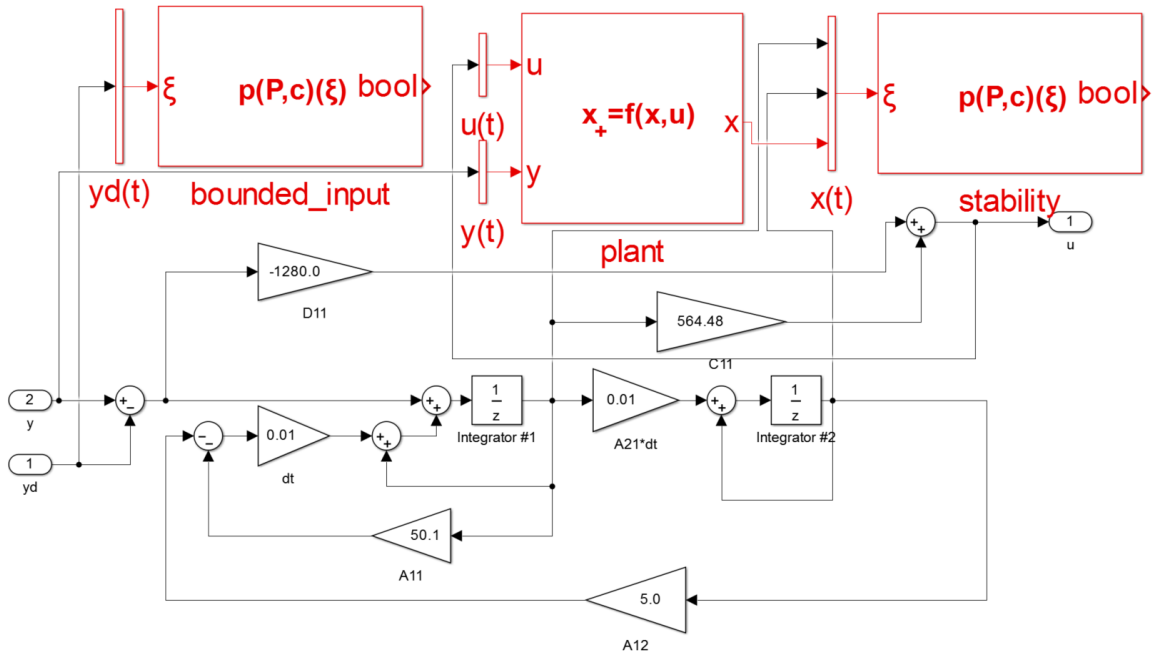 ξ
p(P,c)(ξ)
bool
yd(t)
bounded_input
u
u(t)
y
y(t)
x₊=f(x,u)
x
plant
x(t)
ξ
p(P,c)(ξ)
bool
stability
+
+
1
u
-1280.0
D11
564.48
C11
2
y
+
−
+
+
1
z
Integrator #1
0.01
A21*dt
+
+
1
z
Integrator #2
−
−
0.01
dt
+
+
1
yd
50.1
A11
5.0
A12